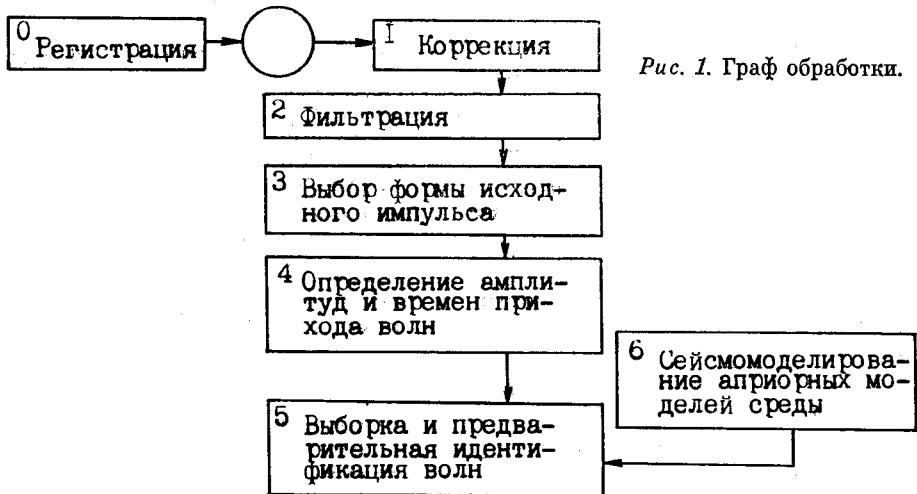 0 Регистрация
I Коррекция
Рис. 1. Граф обработки.
2 Фильтрация
3 Выбор формы исход-
ного импульса
4 Определение ампли-
туд и времен при-
хода волн
6 Сейсмомоделирова-
ние априорных мо-
делей среды
5 Выборка и предва-
рительная иденти-
фикация волн